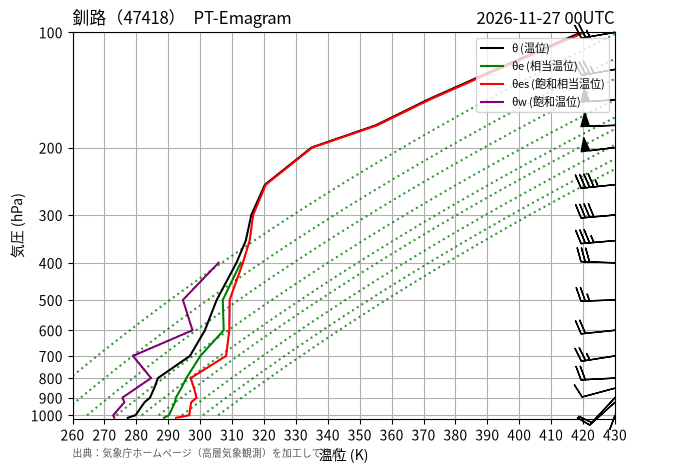 釧路（47418） PT-Emagram
2026-11-27 00UTC
θ (温位)
θe (相当温位)
θes (飽和相当温位)
θw (飽和温位)
気圧 (hPa)
100
200
300
400
500
600
700
800
900
1000
260 270 280 290 300 310 320 330 340 350 360 370 380 390 400 410 420 430
温位 (K)
出典：気象庁ホームページ（高層気象観測）を加工して